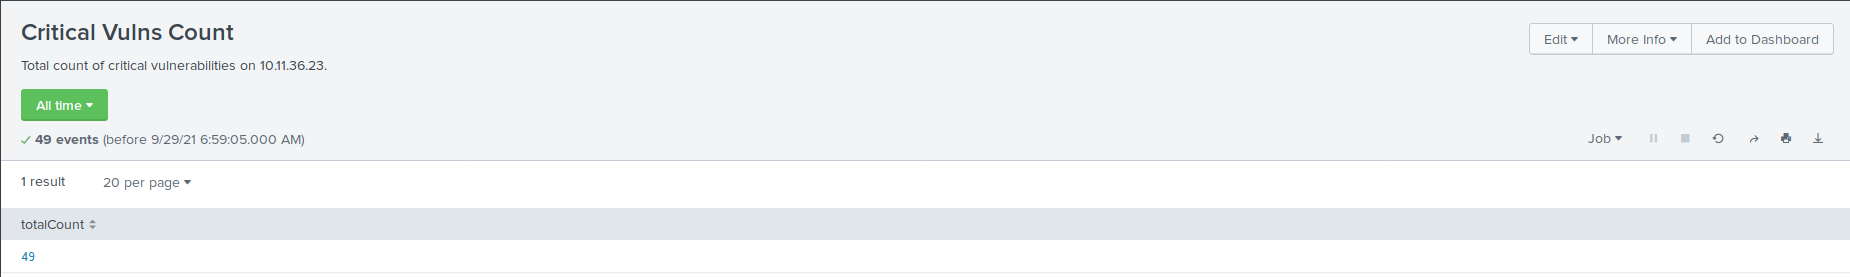 Critical Vulns Count
Edit More Info Add to Dashboard
Total count of critical vulnerabilities on 10.11.36.23.
All time
49 events (before 9/29/21 6:59:05.000 AM)
Job
1 result 20 per page
totalCount
49